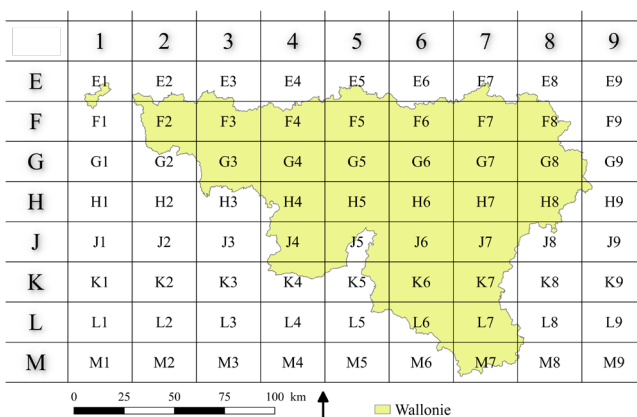 1 2 3 4 5 6 7 8 9
E E1 E2 E3 E4 E5 E6 E7 E8 E9
F F1 F2 F3 F4 F5 F6 F7 F8 F9
G G1 G2 G3 G4 G5 G6 G7 G8 G9
H H1 H2 H3 H4 H5 H6 H7 H8 H9
J J1 J2 J3 J4 J5 J6 J7 J8 J9
K K1 K2 K3 K4 K5 K6 K7 K8 K9
L L1 L2 L3 L4 L5 L6 L7 L8 L9
M M1 M2 M3 M4 M5 M6 M7 M8 M9
0 25 50 75 100 km
Wallonie